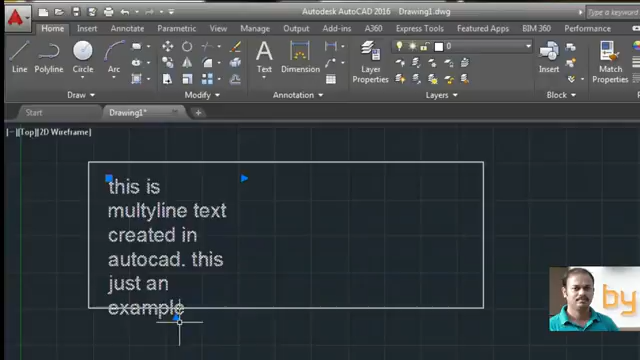 Autodesk AutoCAD 2016 Drawing1.dwg
Type a keyword
Home Insert Annotate Parametric View Manage Output Add-ins A360 Express Tools Featured Apps BIM 360 Performance
Line Polyline Circle Arc Text Dimension Layer Properties 0 Insert Match Properties
Draw Modify Annotation Layers Block
Start Drawing1*
[−][Top][2D Wireframe]
this is
multyline text
created in
autocad. this
just an
example
by